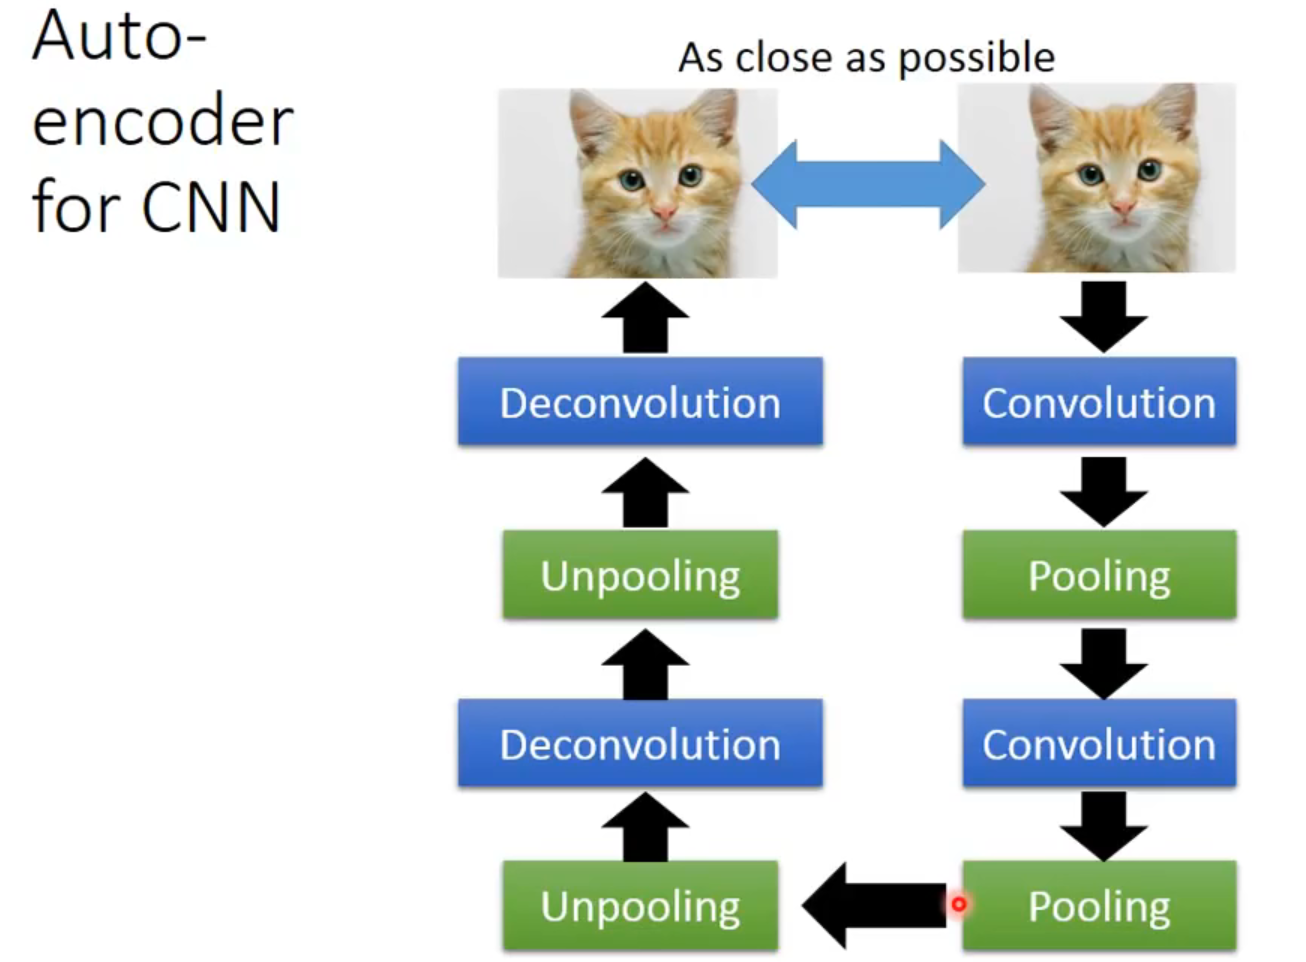 Auto-
encoder
for CNN
As close as possible
Deconvolution
Convolution
Unpooling
Pooling
Deconvolution
Convolution
Unpooling
Pooling